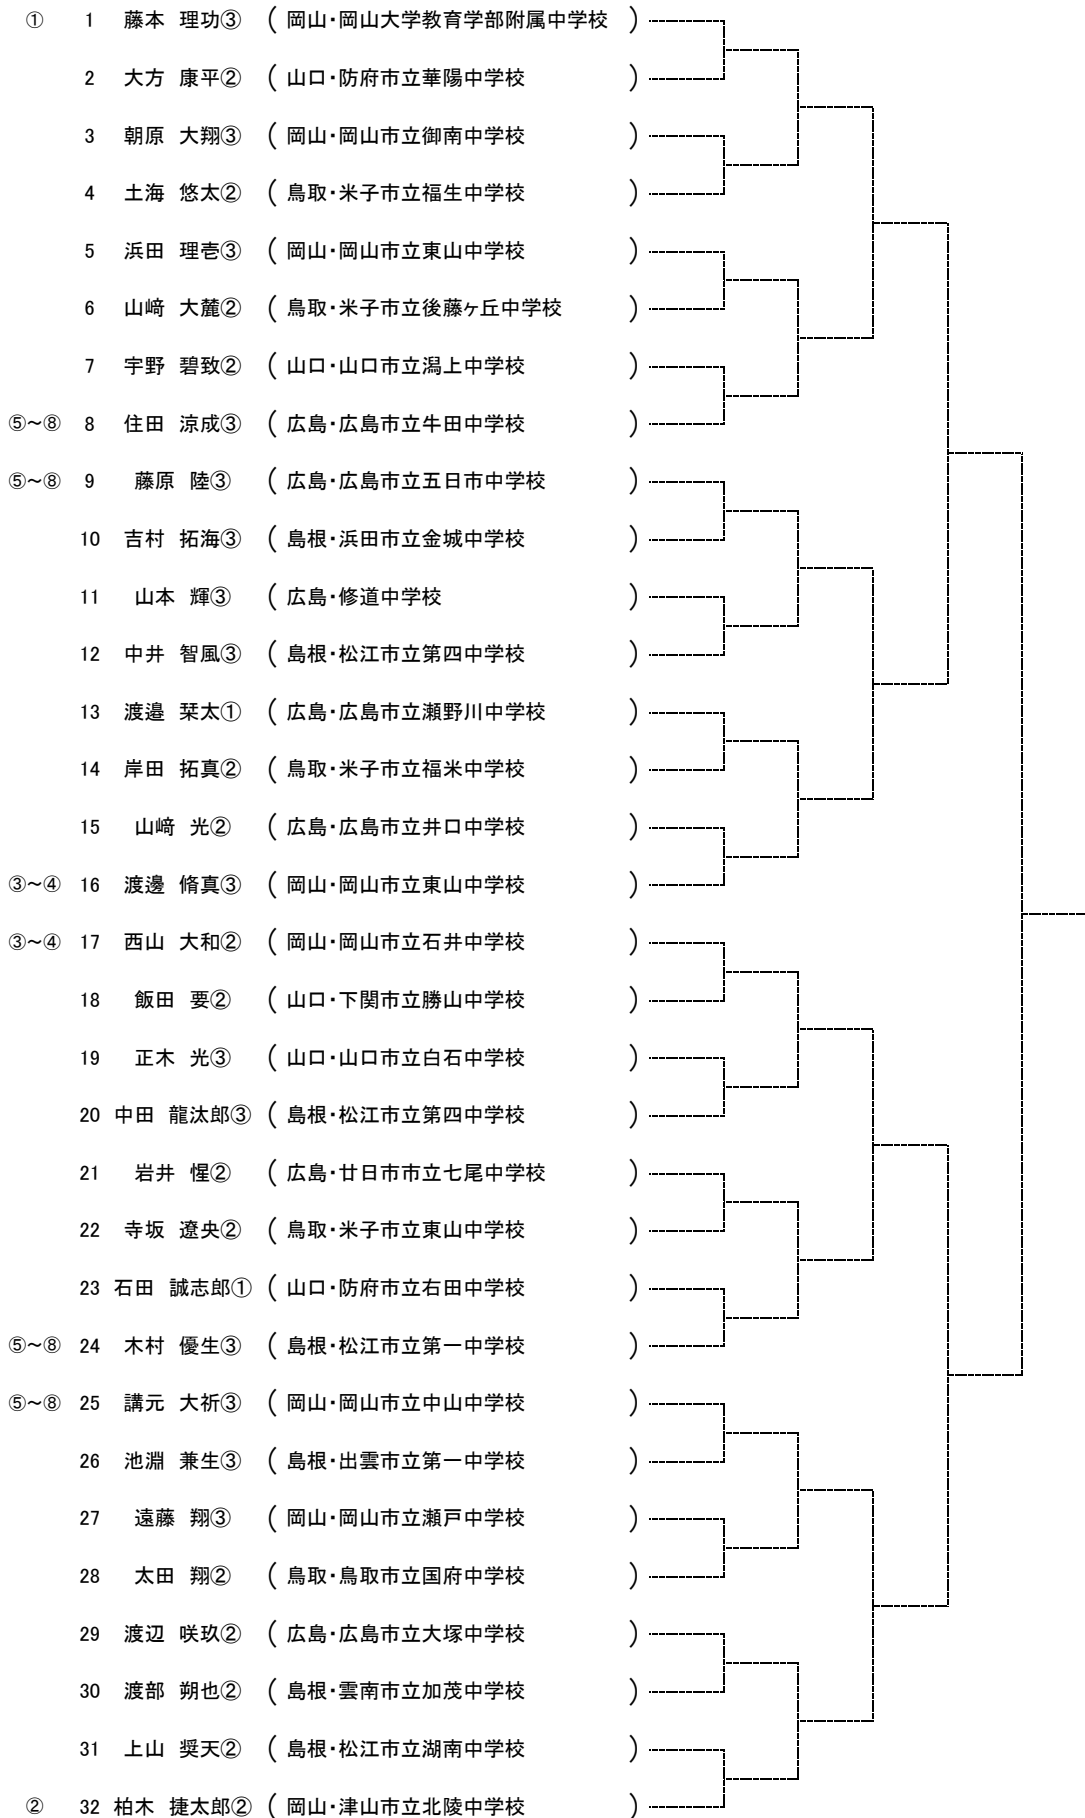 ① 1 藤本 理功③ ( 岡山・岡山大学教育学部附属中学校 )
2 大方 康平② ( 山口・防府市立華陽中学校 )
3 朝原 大翔③ ( 岡山・岡山市立御南中学校 )
4 土海 悠太② ( 鳥取・米子市立福生中学校 )
5 浜田 理壱③ ( 岡山・岡山市立東山中学校 )
6 山﨑 大麓② ( 鳥取・米子市立後藤ヶ丘中学校 )
7 宇野 碧致② ( 山口・山口市立潟上中学校 )
⑤～⑧ 8 住田 涼成③ ( 広島・広島市立牛田中学校 )
⑤～⑧ 9 藤原 陸③ ( 広島・広島市立五日市中学校 )
10 吉村 拓海③ ( 島根・浜田市立金城中学校 )
11 山本 輝③ ( 広島・修道中学校 )
12 中井 智風③ ( 島根・松江市立第四中学校 )
13 渡邉 栞太① ( 広島・広島市立瀬野川中学校 )
14 岸田 拓真② ( 鳥取・米子市立福米中学校 )
15 山﨑 光② ( 広島・広島市立井口中学校 )
③～④ 16 渡邊 脩真③ ( 岡山・岡山市立東山中学校 )
③～④ 17 西山 大和② ( 岡山・岡山市立石井中学校 )
18 飯田 要② ( 山口・下関市立勝山中学校 )
19 正木 光③ ( 山口・山口市立白石中学校 )
20 中田 龍汰郎③ ( 島根・松江市立第四中学校 )
21 岩井 惺② ( 広島・廿日市市立七尾中学校 )
22 寺坂 遼央② ( 鳥取・米子市立東山中学校 )
23 石田 誠志郎① ( 山口・防府市立右田中学校 )
⑤～⑧ 24 木村 優生③ ( 島根・松江市立第一中学校 )
⑤～⑧ 25 講元 大祈③ ( 岡山・岡山市立中山中学校 )
26 池淵 兼生③ ( 島根・出雲市立第一中学校 )
27 遠藤 翔③ ( 岡山・岡山市立瀬戸中学校 )
28 太田 翔② ( 鳥取・鳥取市立国府中学校 )
29 渡辺 咲玖② ( 広島・広島市立大塚中学校 )
30 渡部 朔也② ( 島根・雲南市立加茂中学校 )
31 上山 奨天② ( 島根・松江市立湖南中学校 )
② 32 柏木 捷太郎② ( 岡山・津山市立北陵中学校 )